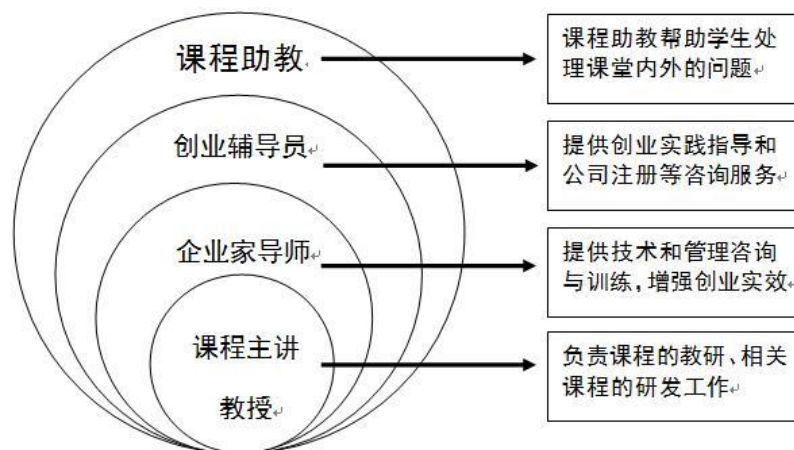 课程助教
课程助教帮助学生处
理课堂内外的问题
创业辅导员
提供创业实践指导和
公司注册等咨询服务
企业家导师
提供技术和管理咨询
与训练，增强创业实效
课程主讲
教授
负责课程的教研、相关
课程的研发工作